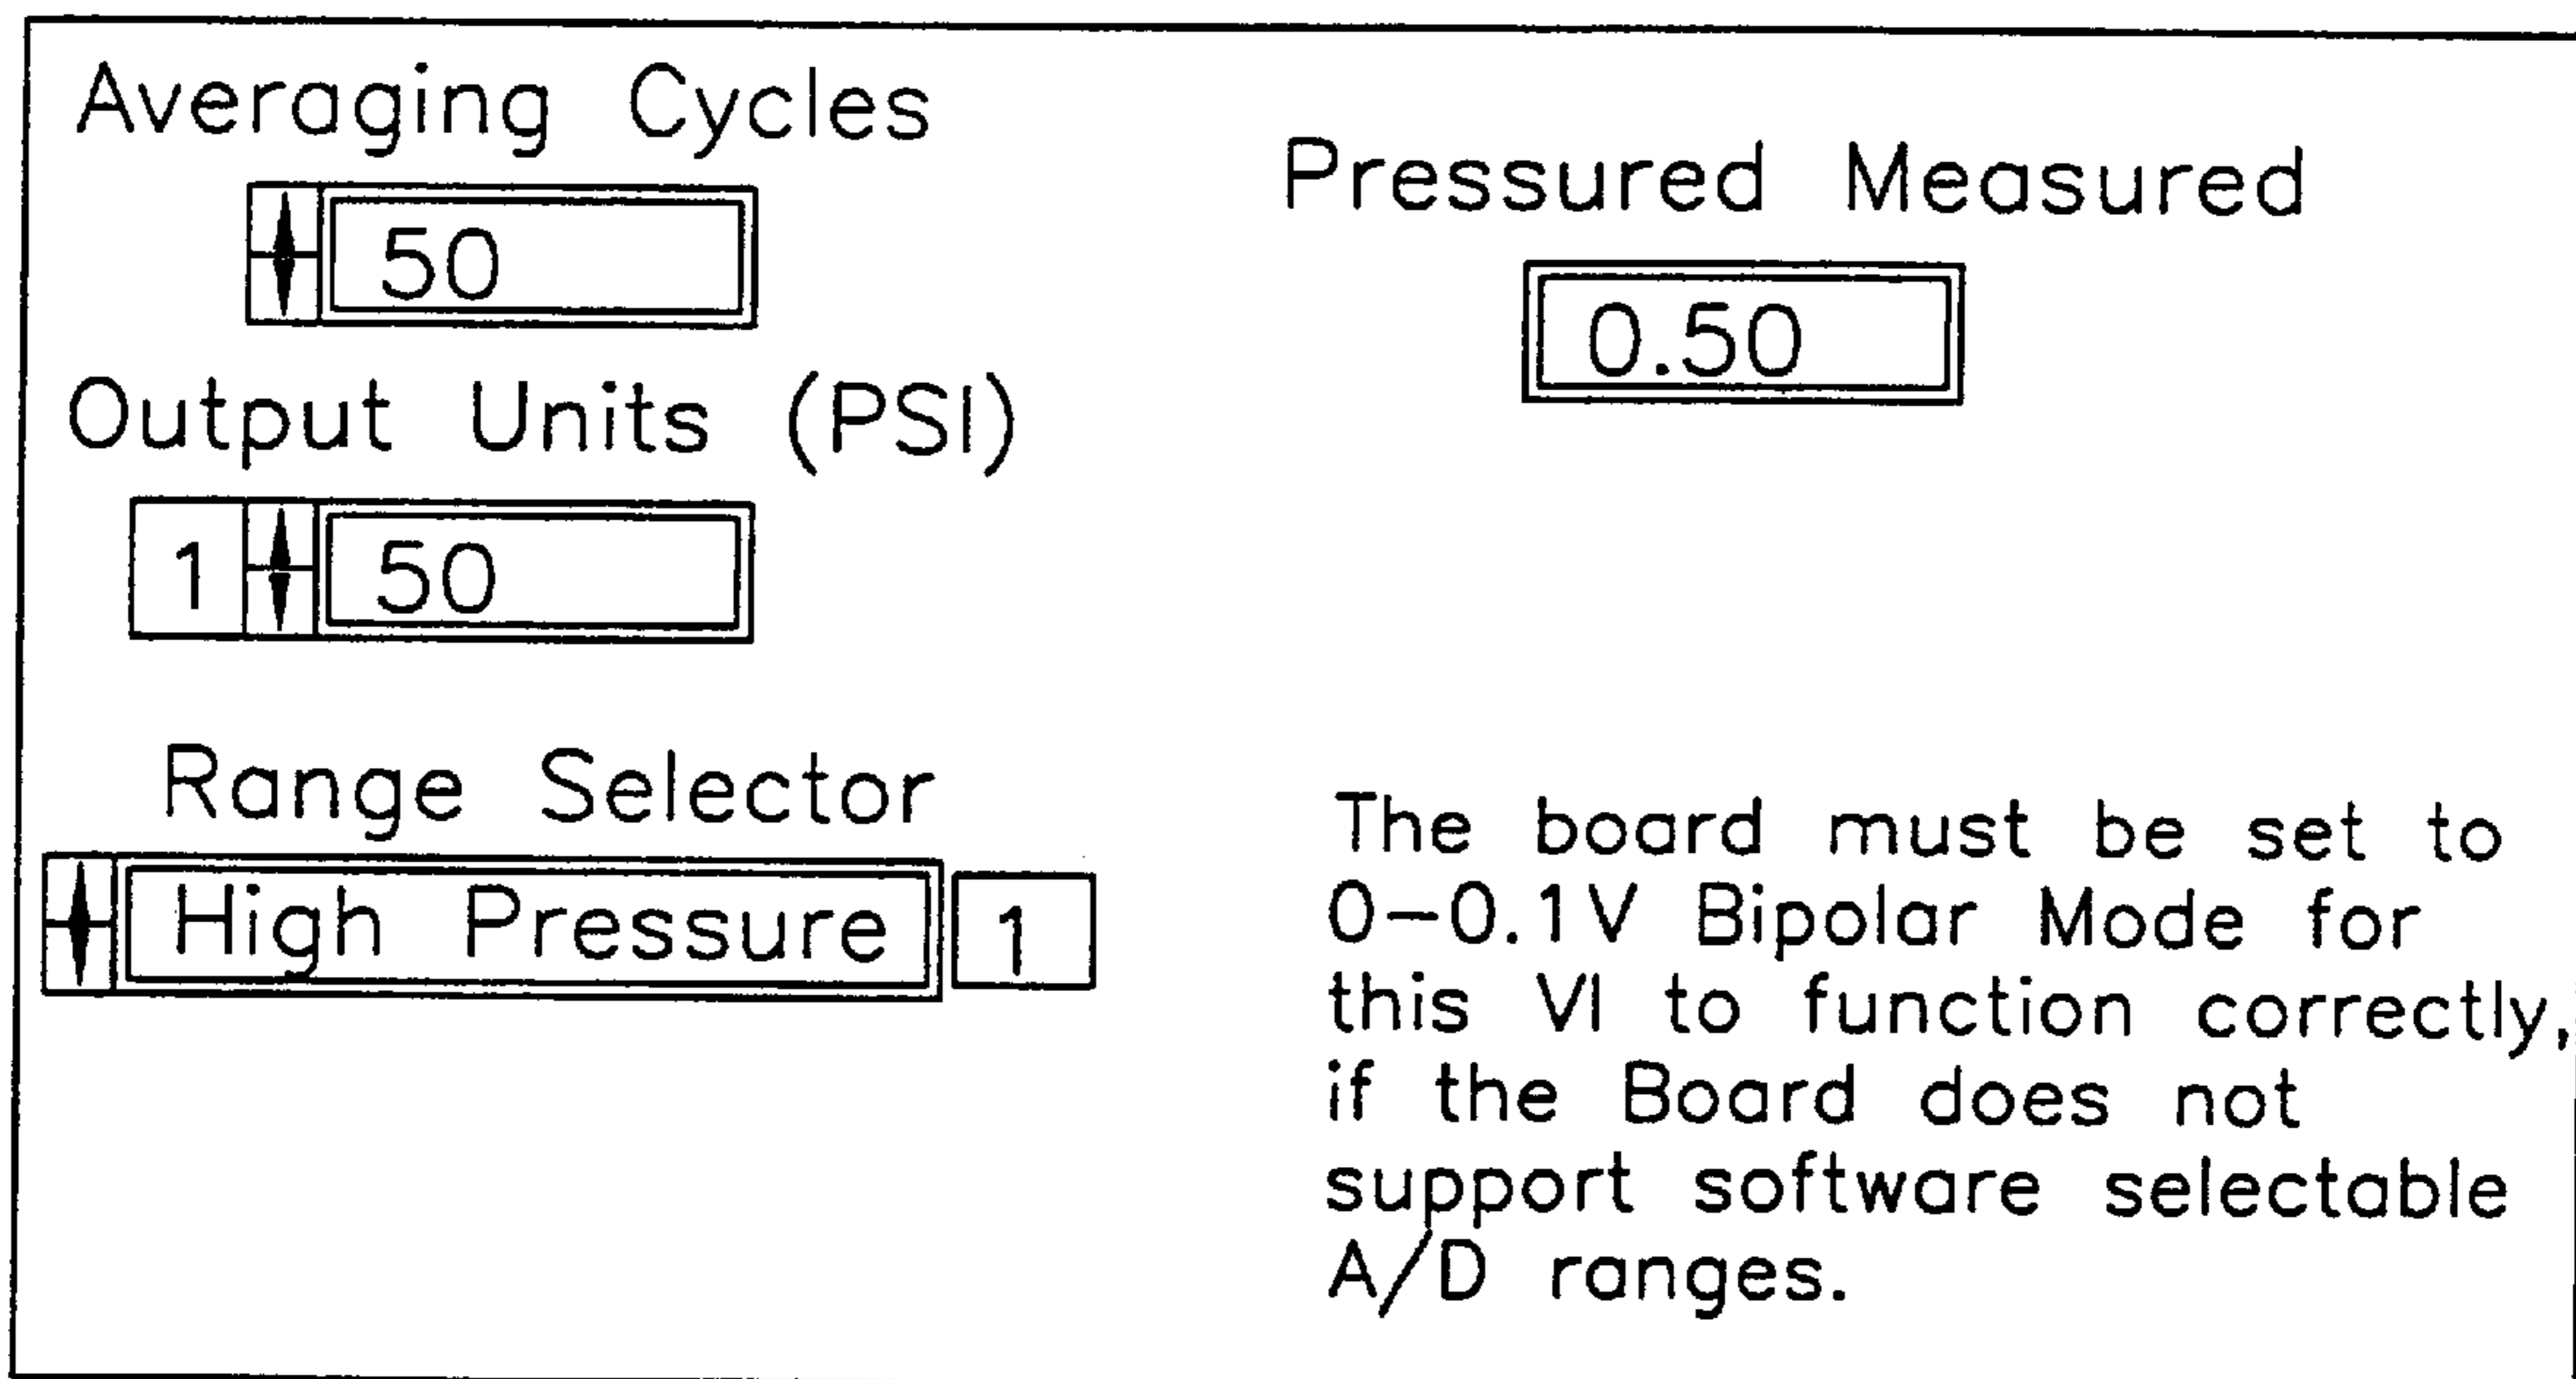 Averaging Cycles
50
Output Units (PSI)
1 50
Range Selector
High Pressure 1
Pressured Measured
0.50
The board must be set to
0-0.1V Bipolar Mode for
this VI to function correctly,
if the Board does not
support software selectable
A/D ranges.